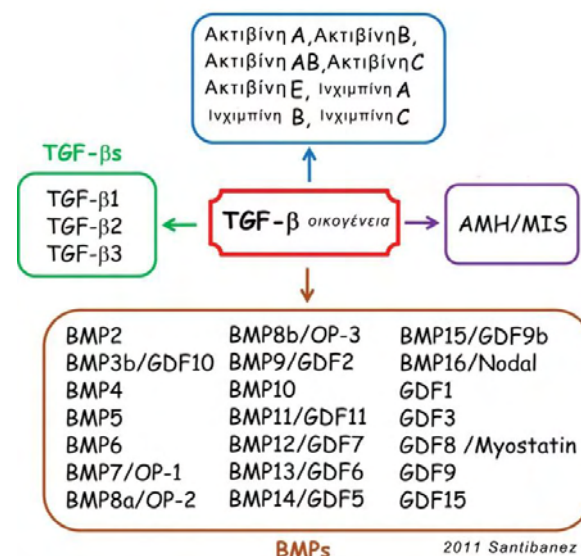 Ακτιβίνη A, Ακτιβίνη B,
Ακτιβίνη AB, Ακτιβίνη C
Ακτιβίνη E, Ινχιμπίνη A
Ινχιμπίνη B, Ινχιμπίνη C
TGF-βs
TGF-β1
TGF-β2
TGF-β3
TGF-β οικογένεια
AMH/MIS
BMP2
BMP3b/GDF10
BMP4
BMP5
BMP6
BMP7/OP-1
BMP8a/OP-2
BMP8b/OP-3
BMP9/GDF2
BMP10
BMP11/GDF11
BMP12/GDF7
BMP13/GDF6
BMP14/GDF5
BMP15/GDF9b
BMP16/Nodal
GDF1
GDF3
GDF8 /Myostatin
GDF9
GDF15
BMPs
2011 Santibanez